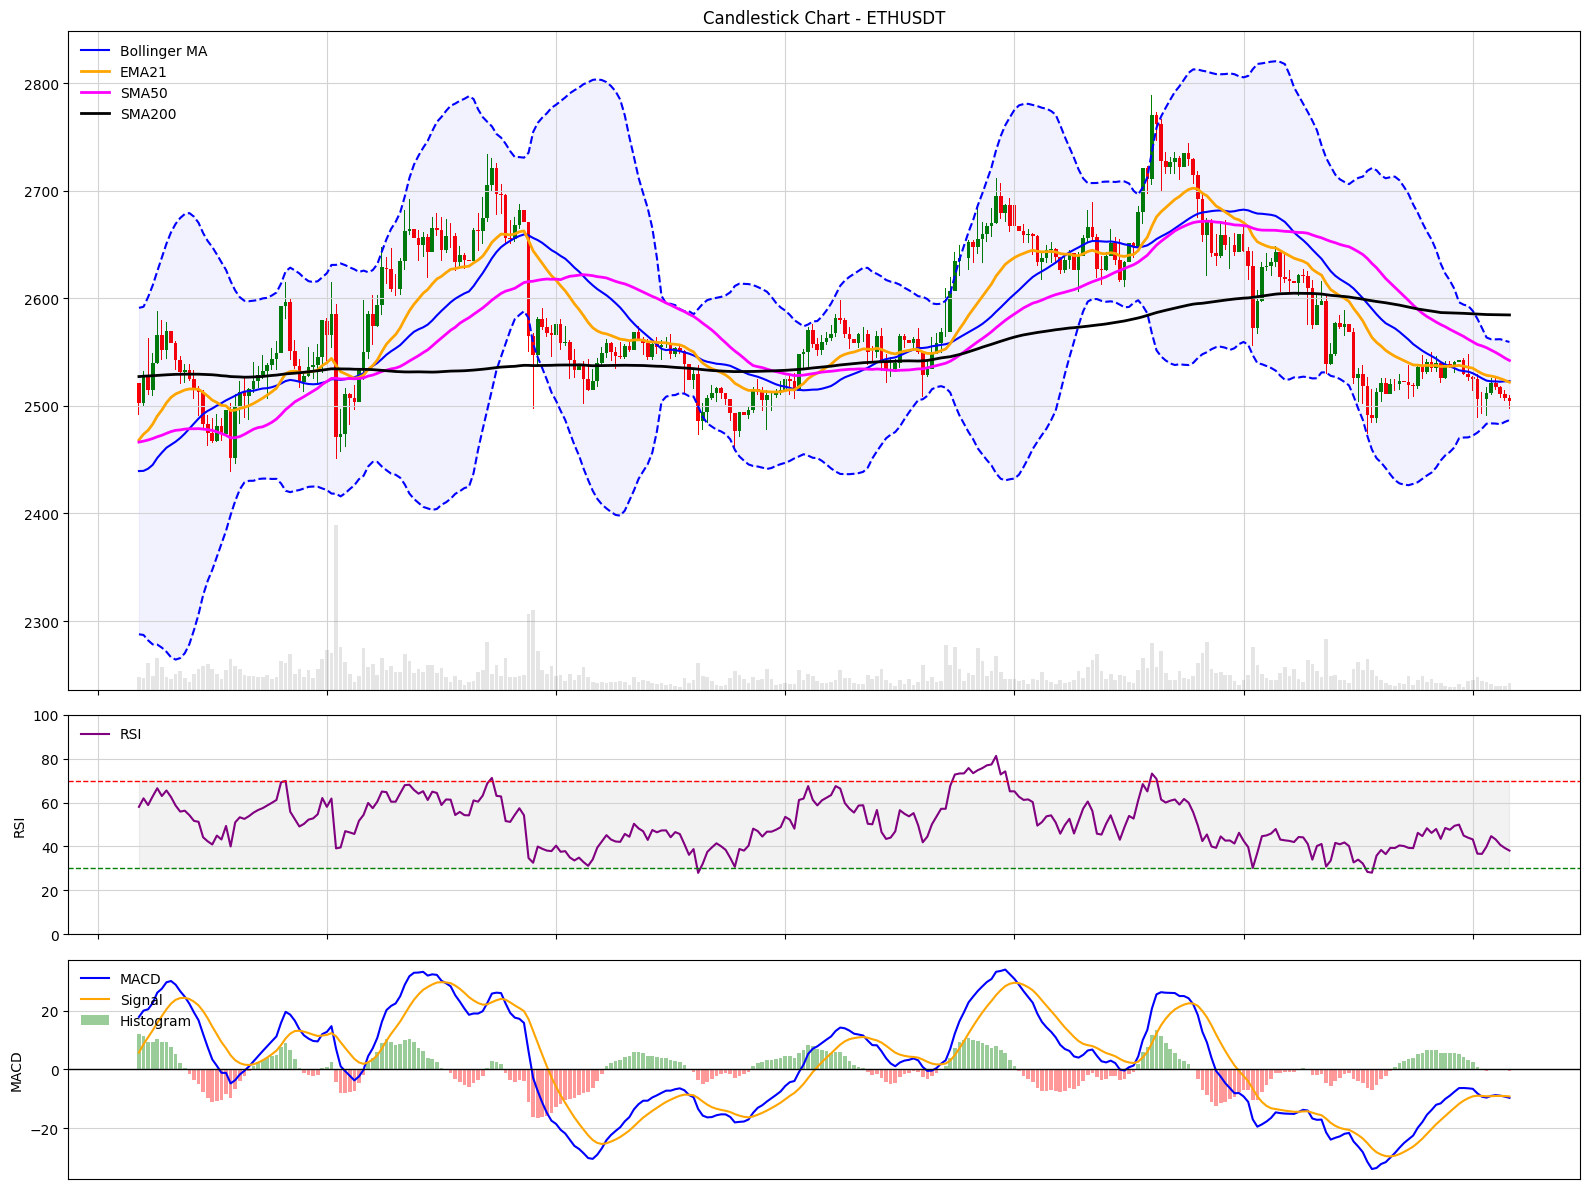 Candlestick Chart - ETHUSDT
Bollinger MA
EMA21
SMA50
SMA200
2800
2700
2600
2500
2400
2300
RSI
100
80
60
40
20
0
RSI
MACD
Signal
Histogram
20
0
−20
MACD